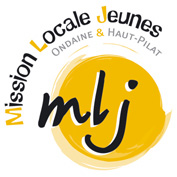 Mission Locale Jeunes
Ondaine & Haut-Pilat
mlj